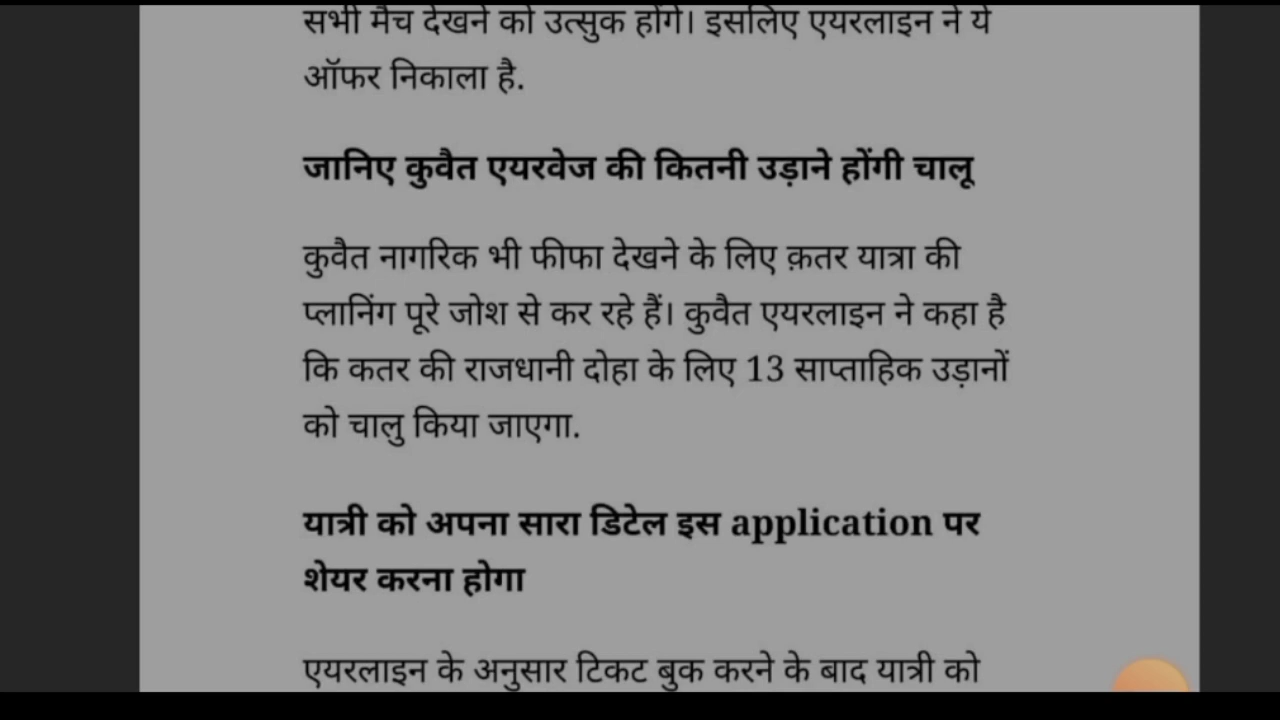 सभी मैच देखने को उत्सुक होंगे। इसलिए एयरलाइन ने ये
ऑफर निकाला है.
जानिए कुवैत एयरवेज की कितनी उड़ाने होंगी चालू
कुवैत नागरिक भी फीफा देखने के लिए क़तर यात्रा की
प्लानिंग पूरे जोश से कर रहे हैं। कुवैत एयरलाइन ने कहा है
कि कतर की राजधानी दोहा के लिए 13 साप्ताहिक उड़ानों
को चालु किया जाएगा.
यात्री को अपना सारा डिटेल इस application पर
शेयर करना होगा
एयरलाइन के अनुसार टिकट बुक करने के बाद यात्री को